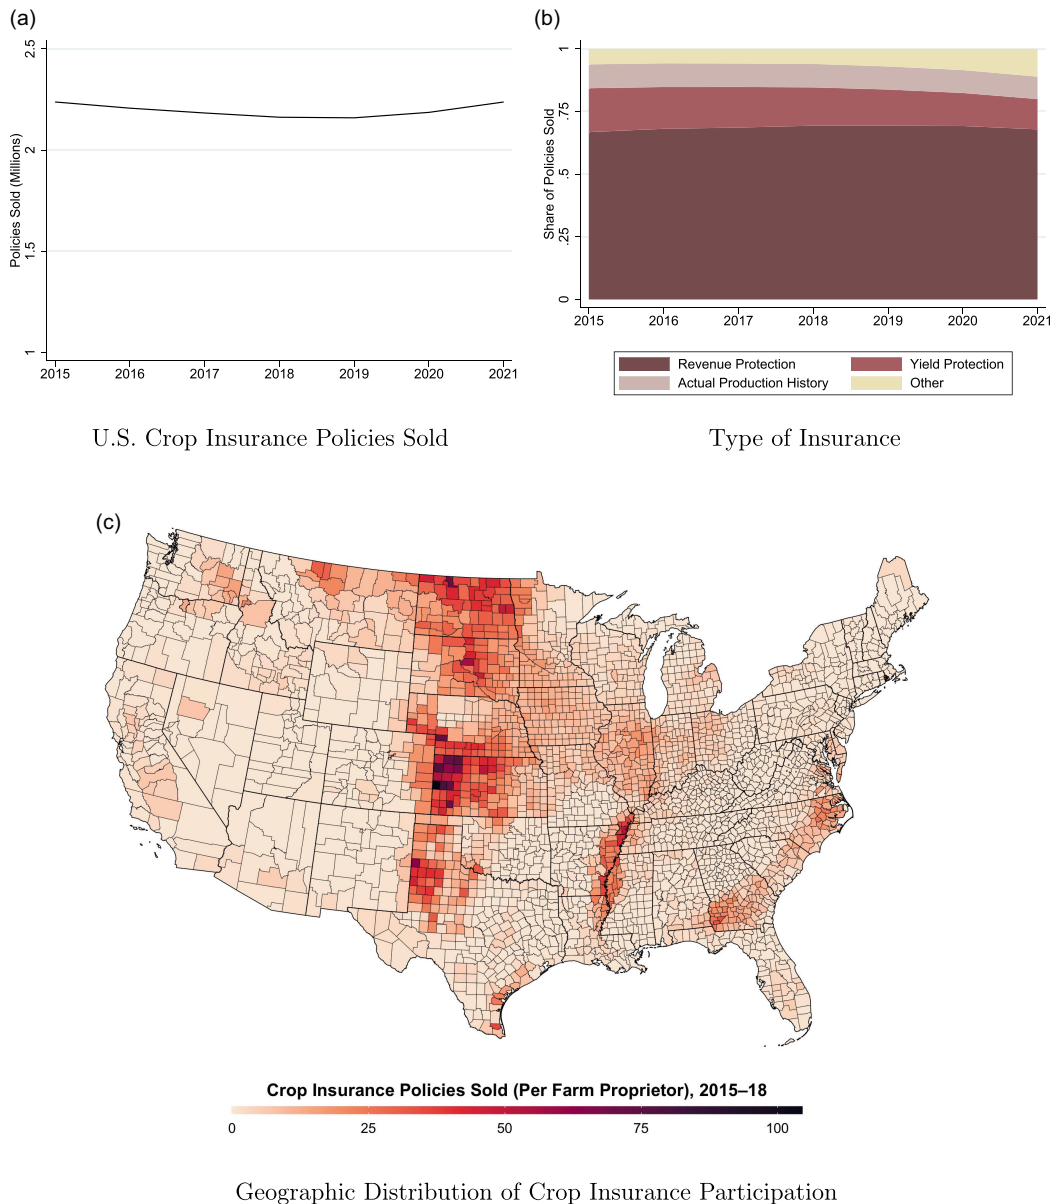 (a)
Policies Sold (Millions)
2.5
2
1.5
1
2015 2016 2017 2018 2019 2020 2021
U.S. Crop Insurance Policies Sold
(b)
Share of Policies Sold
1
.75
.5
.25
0
2015 2016 2017 2018 2019 2020 2021
Revenue Protection Yield Protection
Actual Production History Other
Type of Insurance
(c)
Crop Insurance Policies Sold (Per Farm Proprietor), 2015–18
0 25 50 75 100
Geographic Distribution of Crop Insurance Participation